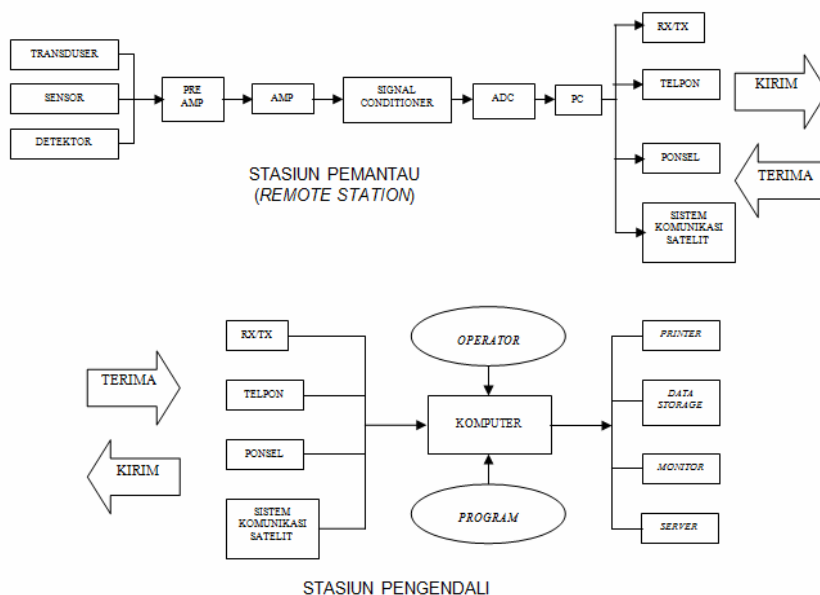 TRANSDUSER
SENSOR
DETEKTOR
PRE
AMP
AMP
SIGNAL
CONDITIONER
ADC
PC
RX/TX
TELPON
PONSEL
SISTEM
KOMUNIKASI
SATELIT
KIRIM
TERIMA
STASIUN PEMANTAU
(REMOTE STATION)
TERIMA
KIRIM
RX/TX
TELPON
PONSEL
SISTEM
KOMUNIKASI
SATELIT
OPERATOR
KOMPUTER
PROGRAM
PRINTER
DATA
STORAGE
MONITOR
SERVER
STASIUN PENGENDALI